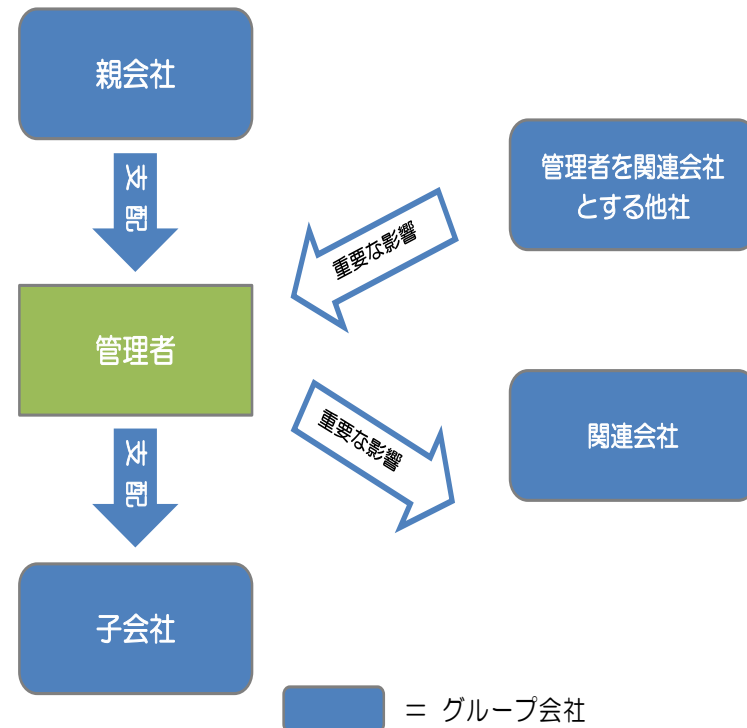 親会社
支配
管理者を関連会社
とする他社
重要な影響
管理者
重要な影響
関連会社
支配
子会社
= グループ会社